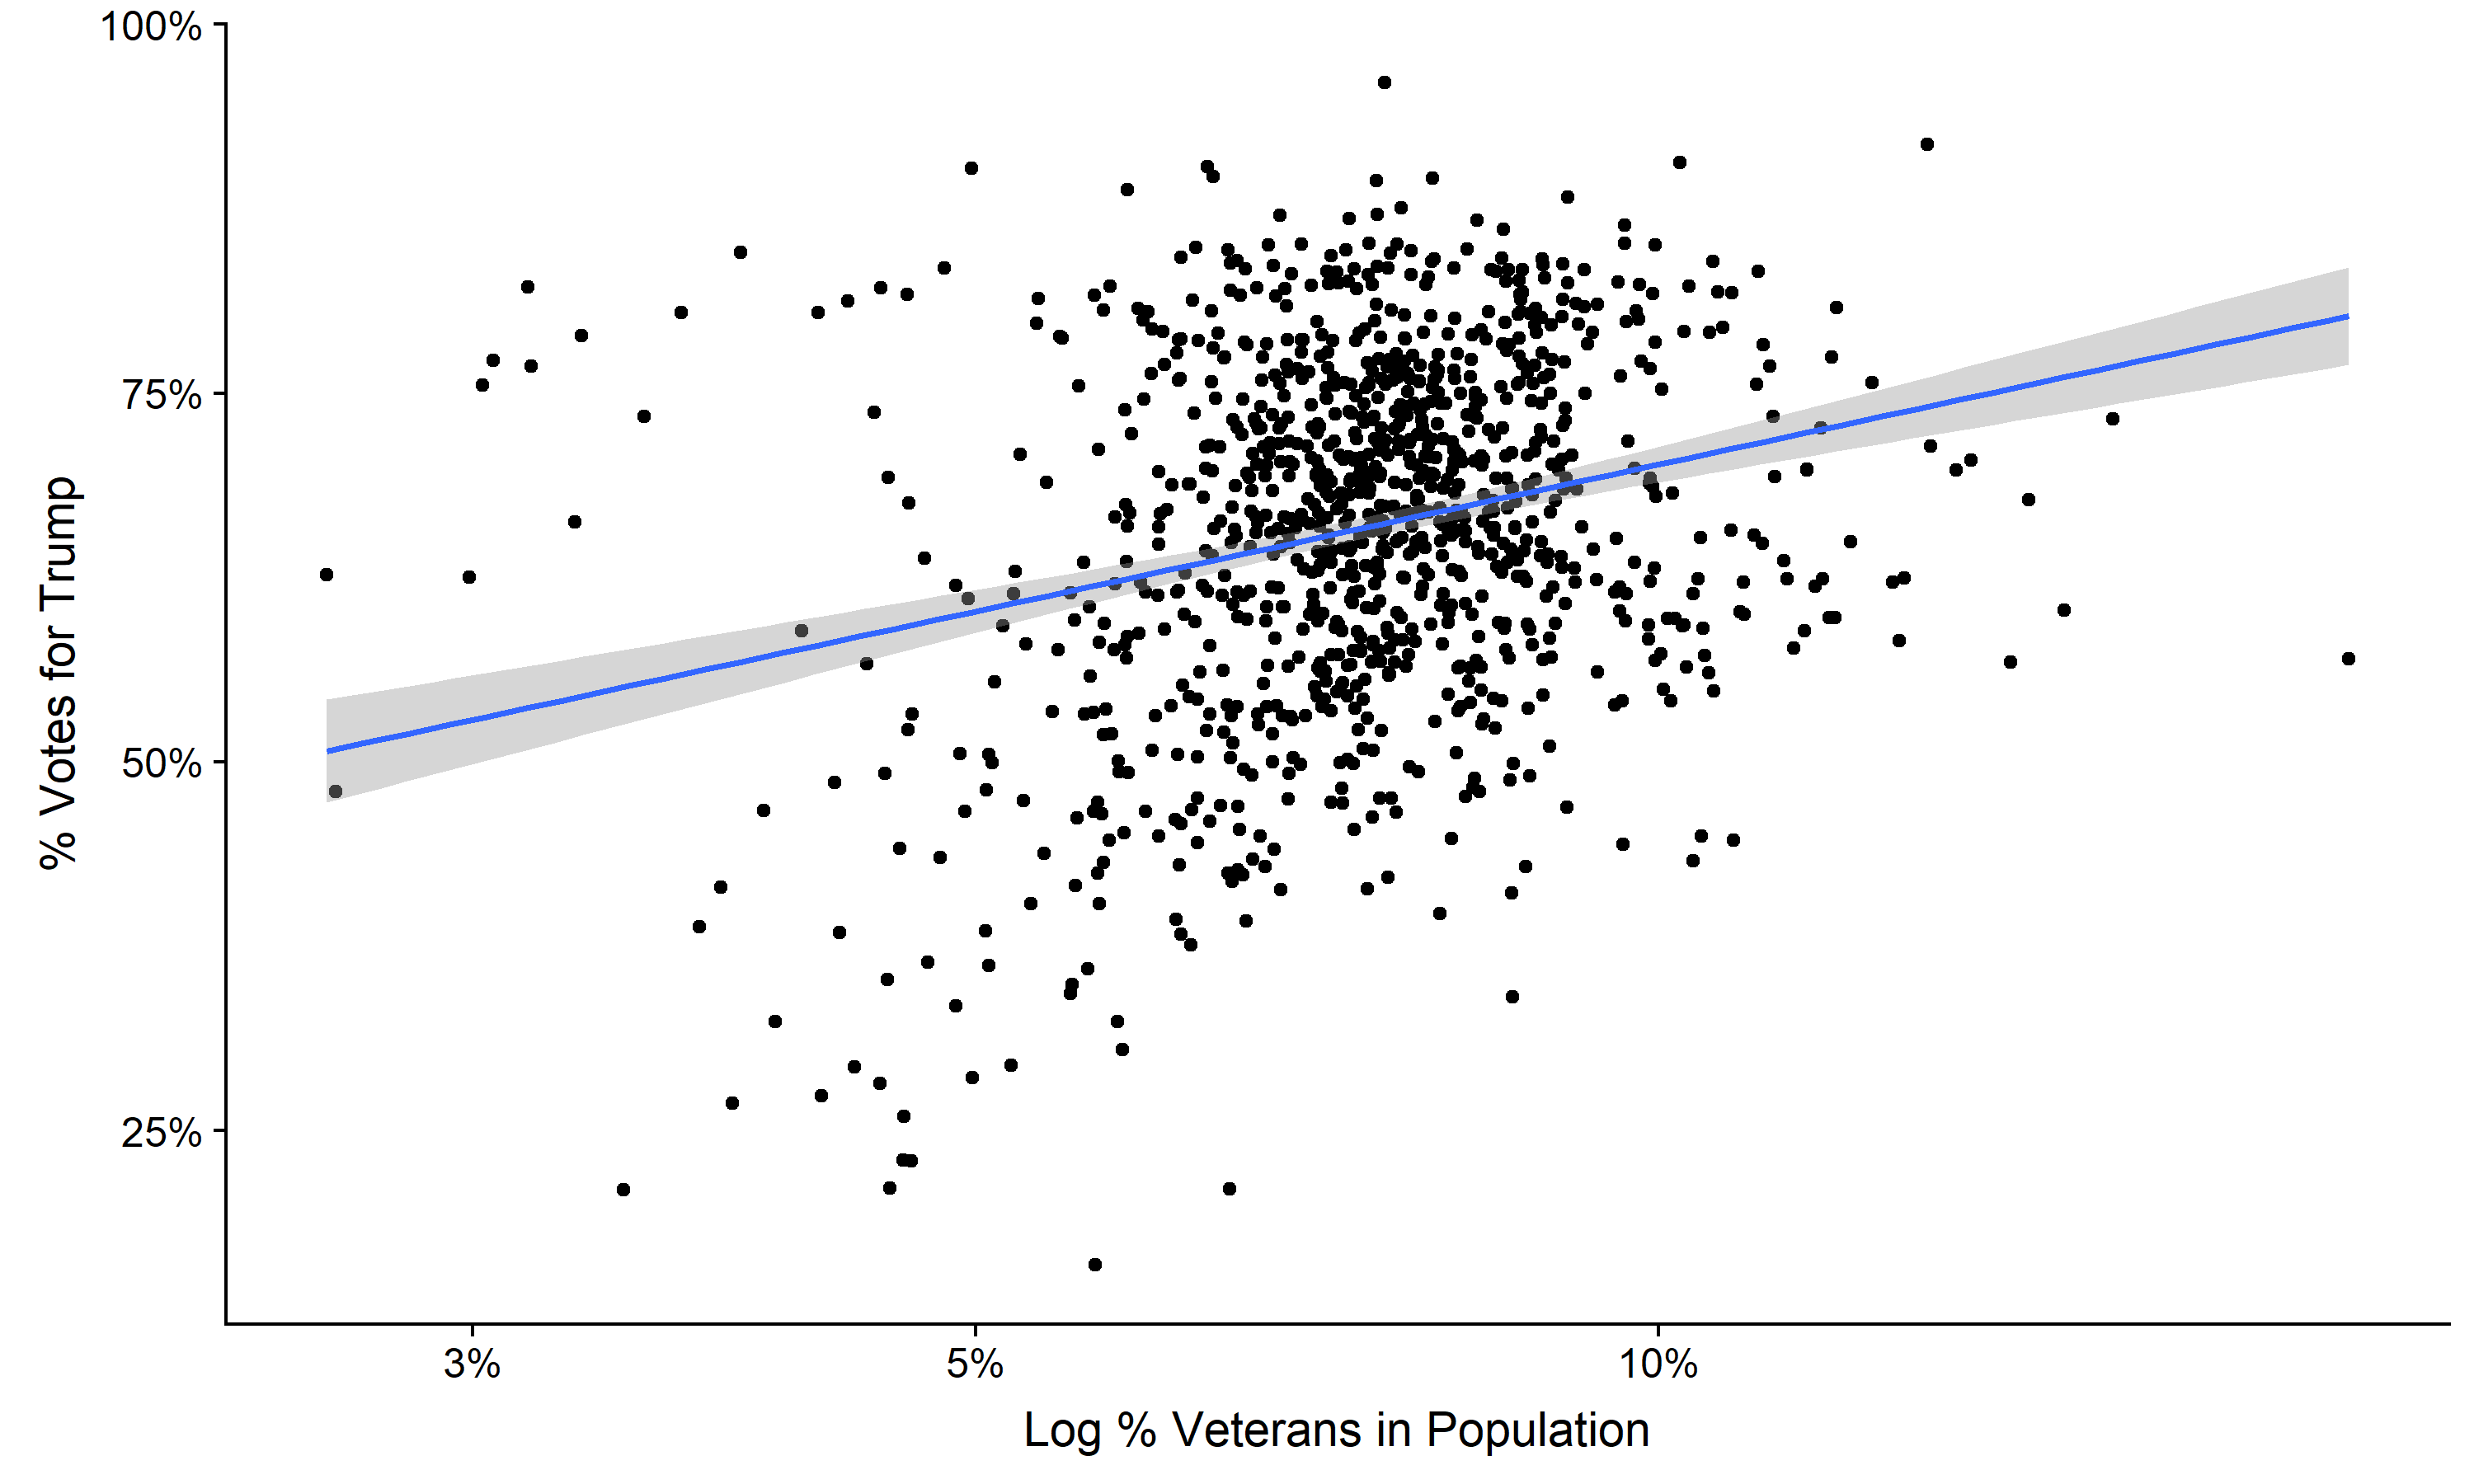 100%
75%
50%
25%
% Votes for Trump
3% 5% 10%
Log % Veterans in Population